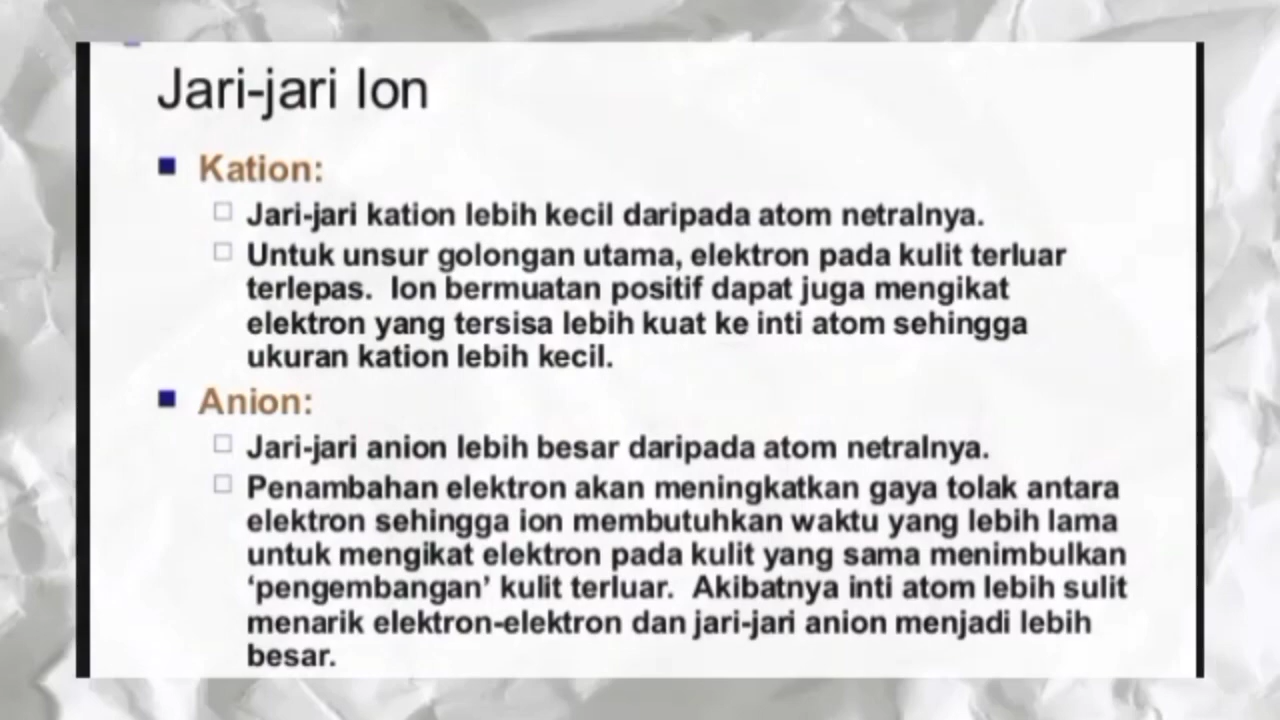 Jari-jari Ion
Kation:
Jari-jari kation lebih kecil daripada atom netralnya.
Untuk unsur golongan utama, elektron pada kulit terluar
terlepas. Ion bermuatan positif dapat juga mengikat
elektron yang tersisa lebih kuat ke inti atom sehingga
ukuran kation lebih kecil.
Anion:
Jari-jari anion lebih besar daripada atom netralnya.
Penambahan elektron akan meningkatkan gaya tolak antara
elektron sehingga ion membutuhkan waktu yang lebih lama
untuk mengikat elektron pada kulit yang sama menimbulkan
‘pengembangan’ kulit terluar. Akibatnya inti atom lebih sulit
menarik elektron-elektron dan jari-jari anion menjadi lebih
besar.